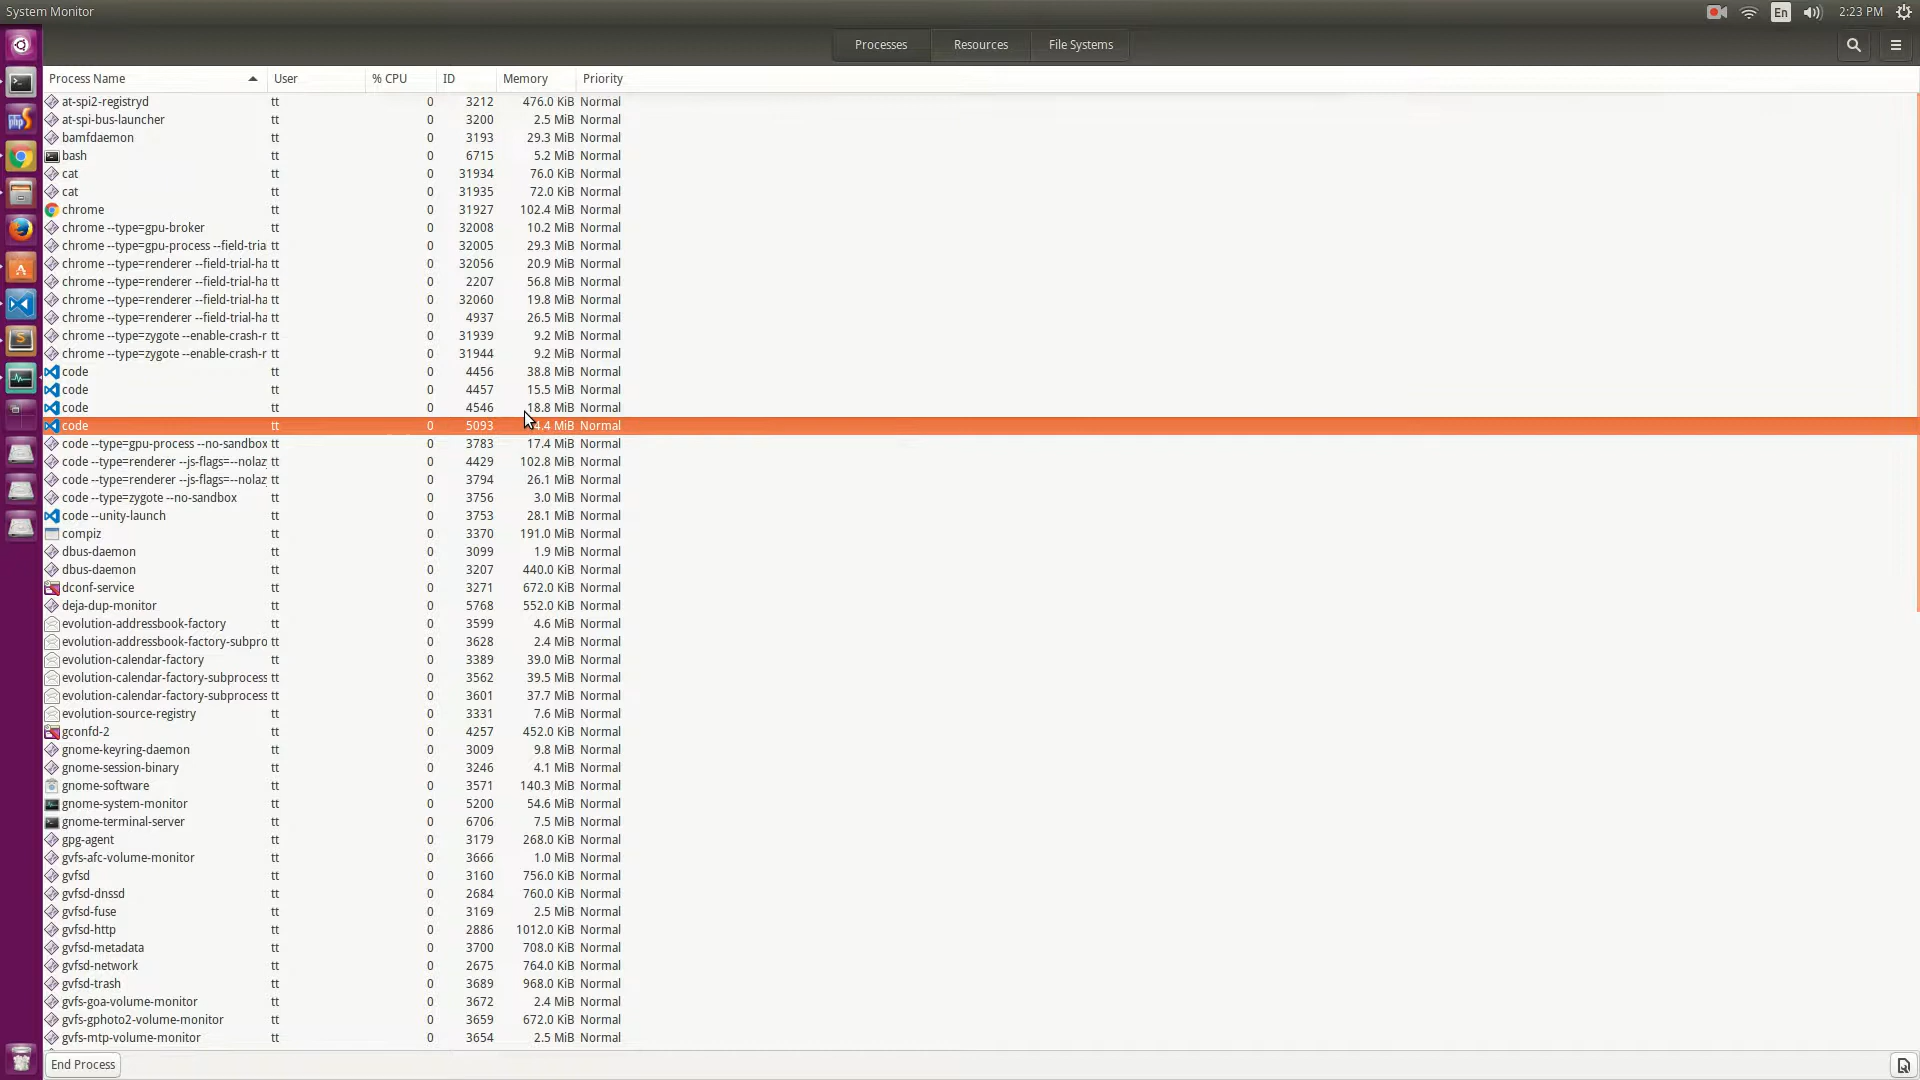 System Monitor
En
2:23 PM
Processes Resources File Systems
Process Name User % CPU ID Memory Priority
at-spi2-registryd tt 0 3212 476.0 KiB Normal
at-spi-bus-launcher tt 0 3200 2.5 MiB Normal
bamfdaemon tt 0 3193 29.3 MiB Normal
bash tt 0 6715 5.2 MiB Normal
cat tt 0 31934 76.0 KiB Normal
cat tt 0 31935 72.0 KiB Normal
chrome tt 0 31927 102.4 MiB Normal
chrome --type=gpu-broker tt 0 32008 10.2 MiB Normal
chrome --type=gpu-process --field-tria tt 0 32005 29.3 MiB Normal
chrome --type=renderer --field-trial-ha tt 0 32056 20.9 MiB Normal
chrome --type=renderer --field-trial-ha tt 0 2207 56.8 MiB Normal
chrome --type=renderer --field-trial-ha tt 0 32060 19.8 MiB Normal
chrome --type=renderer --field-trial-ha tt 0 4937 26.5 MiB Normal
chrome --type=zygote --enable-crash-r tt 0 31939 9.2 MiB Normal
chrome --type=zygote --enable-crash-r tt 0 31944 9.2 MiB Normal
code tt 0 4456 38.8 MiB Normal
code tt 0 4457 15.5 MiB Normal
code tt 0 4546 18.8 MiB Normal
code tt 0 5093 MiB Normal
code --type=gpu-process --no-sandbox tt 0 3783 17.4 MiB Normal
code --type=renderer --js-flags=--nolaz tt 0 4429 102.8 MiB Normal
code --type=renderer --js-flags=--nolaz tt 0 3794 26.1 MiB Normal
code --type=zygote --no-sandbox tt 0 3756 3.0 MiB Normal
code --unity-launch tt 0 3753 28.1 MiB Normal
compiz tt 0 3370 191.0 MiB Normal
dbus-daemon tt 0 3099 1.9 MiB Normal
dbus-daemon tt 0 3207 440.0 KiB Normal
dconf-service tt 0 3271 672.0 KiB Normal
deja-dup-monitor tt 0 5768 552.0 KiB Normal
evolution-addressbook-factory tt 0 3599 4.6 MiB Normal
evolution-addressbook-factory-subpro tt 0 3628 2.4 MiB Normal
evolution-calendar-factory tt 0 3389 39.0 MiB Normal
evolution-calendar-factory-subprocess tt 0 3562 39.5 MiB Normal
evolution-calendar-factory-subprocess tt 0 3601 37.7 MiB Normal
evolution-source-registry tt 0 3331 7.6 MiB Normal
gconfd-2 tt 0 4257 452.0 KiB Normal
gnome-keyring-daemon tt 0 3009 9.8 MiB Normal
gnome-session-binary tt 0 3246 4.1 MiB Normal
gnome-software tt 0 3571 140.3 MiB Normal
gnome-system-monitor tt 0 5200 54.6 MiB Normal
gnome-terminal-server tt 0 6706 7.5 MiB Normal
gpg-agent tt 0 3179 268.0 KiB Normal
gvfs-afc-volume-monitor tt 0 3666 1.0 MiB Normal
gvfsd tt 0 3160 756.0 KiB Normal
gvfsd-dnssd tt 0 2684 760.0 KiB Normal
gvfsd-fuse tt 0 3169 2.5 MiB Normal
gvfsd-http tt 0 2886 1012.0 KiB Normal
gvfsd-metadata tt 0 3700 708.0 KiB Normal
gvfsd-network tt 0 2675 764.0 KiB Normal
gvfsd-trash tt 0 3689 968.0 KiB Normal
gvfs-goa-volume-monitor tt 0 3672 2.4 MiB Normal
gvfs-gphoto2-volume-monitor tt 0 3659 672.0 KiB Normal
gvfs-mtp-volume-monitor tt 0 3654 2.5 MiB Normal
End Process